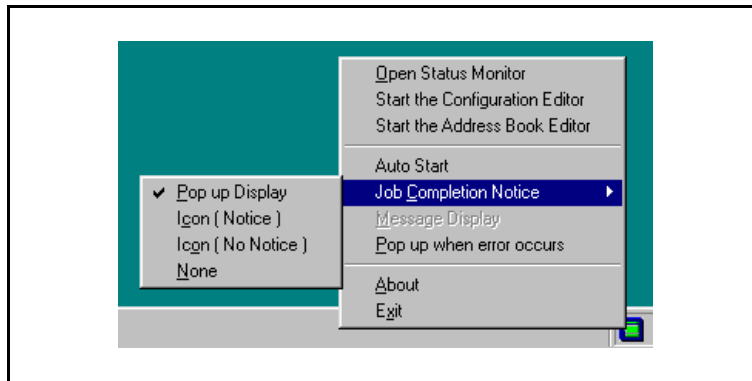 Open Status Monitor
Start the Configuration Editor
Start the Address Book Editor
Auto Start
Job Completion Notice
Message Display
Pop up when error occurs
About
Exit
Pop up Display
Icon ( Notice )
Icon ( No Notice )
None